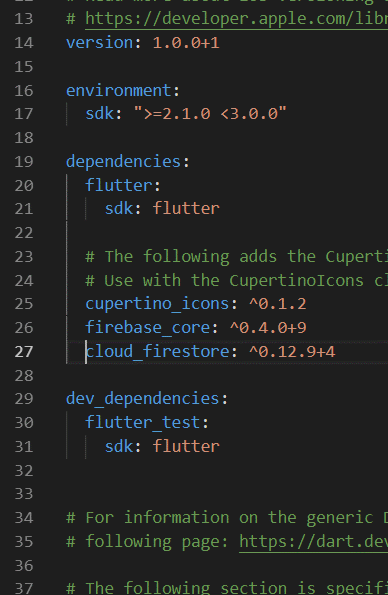 13 # https://developer.apple.com/libr
14 version: 1.0.0+1
15
16 environment:
17 sdk: ">=2.1.0 <3.0.0"
18
19 dependencies:
20 flutter:
21 sdk: flutter
22
23 # The following adds the Cuperti
24 # Use with the CupertinoIcons cl
25 cupertino_icons: ^0.1.2
26 firebase_core: ^0.4.0+9
27 cloud_firestore: ^0.12.9+4
28
29 dev_dependencies:
30 flutter_test:
31 sdk: flutter
32
33
34 # For information on the generic D
35 # following page: https://dart.dev
36
37 # The following section is specifi